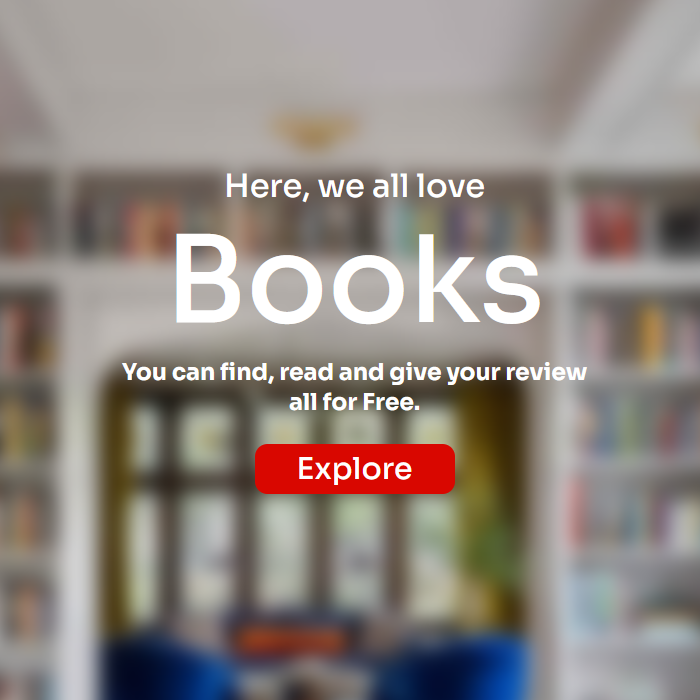 Here, we all love
Books
You can find, read and give your review
all for Free.
Explore